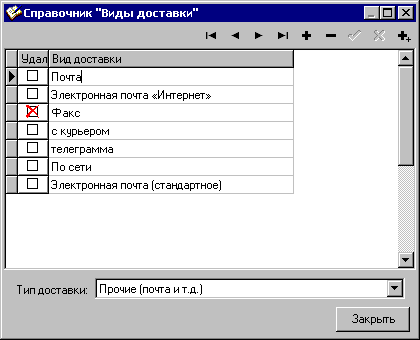 Справочник "Виды доставки"
Удал Вид доставки
Почта
Электронная почта «Интернет»
Факс
с курьером
телеграмма
По сети
Электронная почта (стандартное)
Тип доставки: Прочие (почта и т.д.)
Закрыть